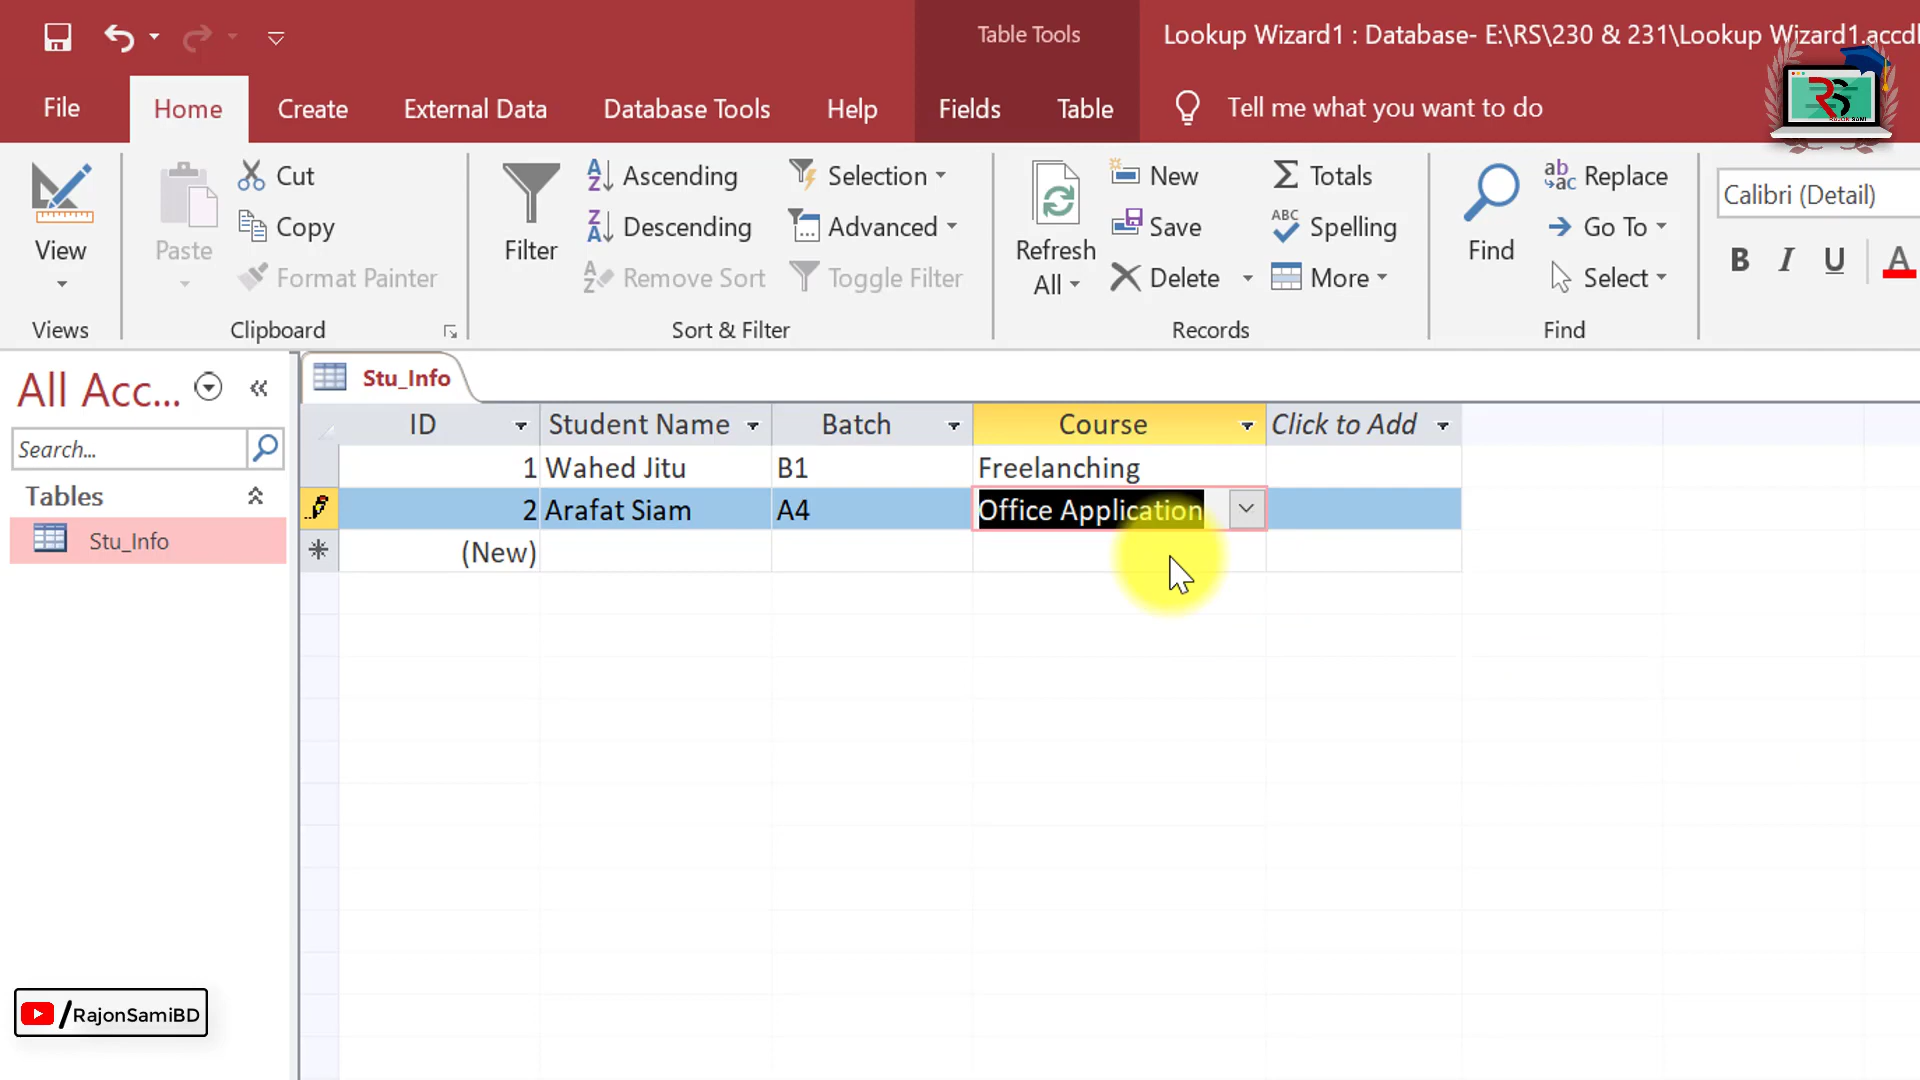 Table Tools
Lookup Wizard1 : Database- E:\RS\230 & 231\Lookup Wizard1.accdl
File
Home
Create
External Data
Database Tools
Help
Fields
Table
Tell me what you want to do
RS
View
Views
Paste
Cut
Copy
Format Painter
Clipboard
Filter
Ascending
Descending
Remove Sort
Selection
Advanced
Toggle Filter
Sort & Filter
Refresh
All
New
Save
Delete
Totals
Spelling
More
Records
Find
Replace
Go To
Select
Find
Calibri (Detail)
B I U A
All Acc...
Search...
Tables
Stu_Info
Stu_Info
ID Student Name Batch Course Click to Add
1 Wahed Jitu B1 Freelanching
2 Arafat Siam A4 Office Application
(New)
/RajonSamiBD